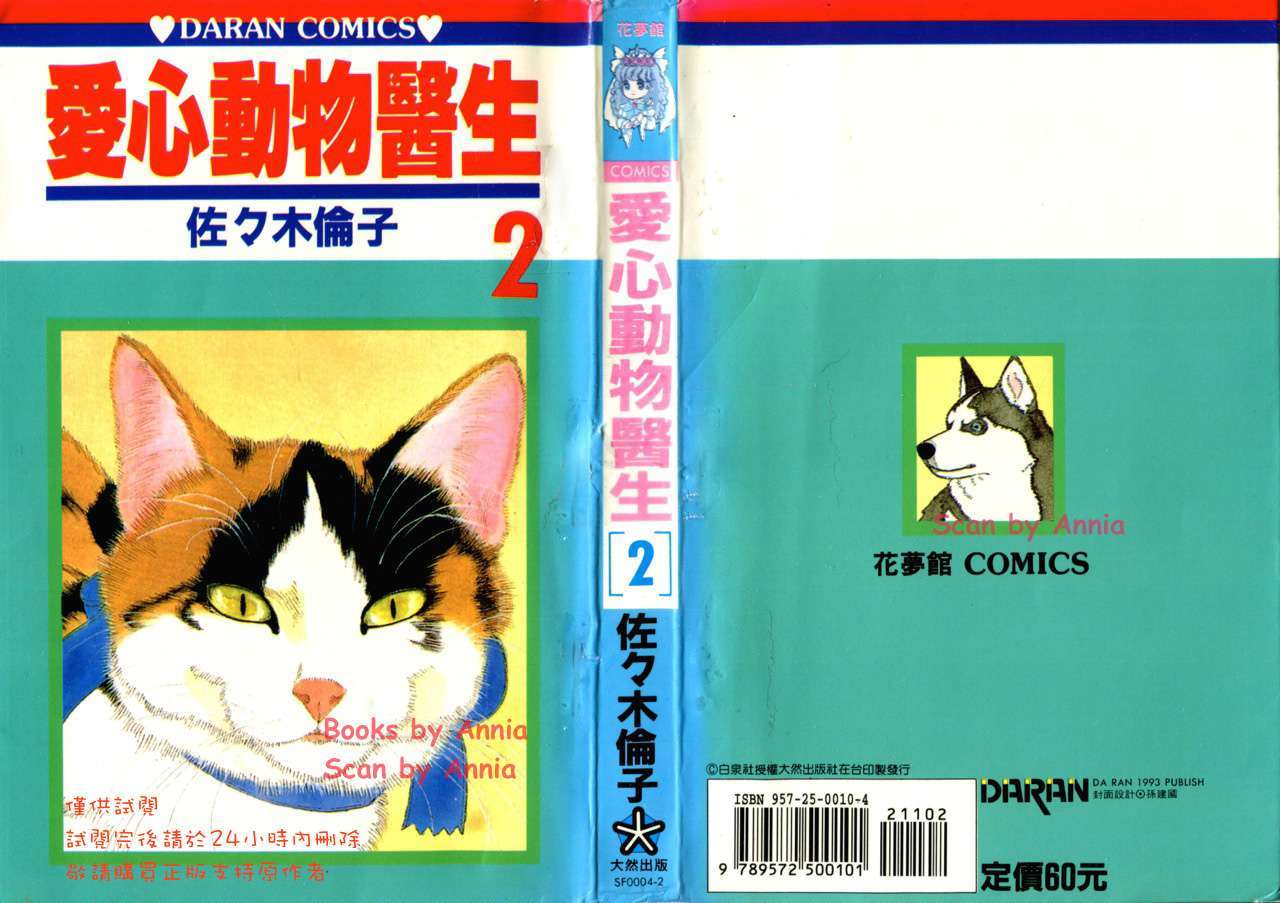 ♥DARAN COMICS♥
愛心動物醫生
佐々木倫子
2
Books by Annia
Scan by Annia
僅供試閱
試閱完後請於24小時內刪除
敬請購買正版支持原作者
花夢館
COMICS
愛心動物醫生
[2]
佐々木倫子
大然出版
SF0004-2
Scan by Annia
花夢館 COMICS
©白泉社授權大然出版社在台印製發行
ISBN 957-25-0010-4
21102
9 789572 500101
DARAN
DA RAN 1993 PUBLISH
封面設計⊙孫建國
定價60元